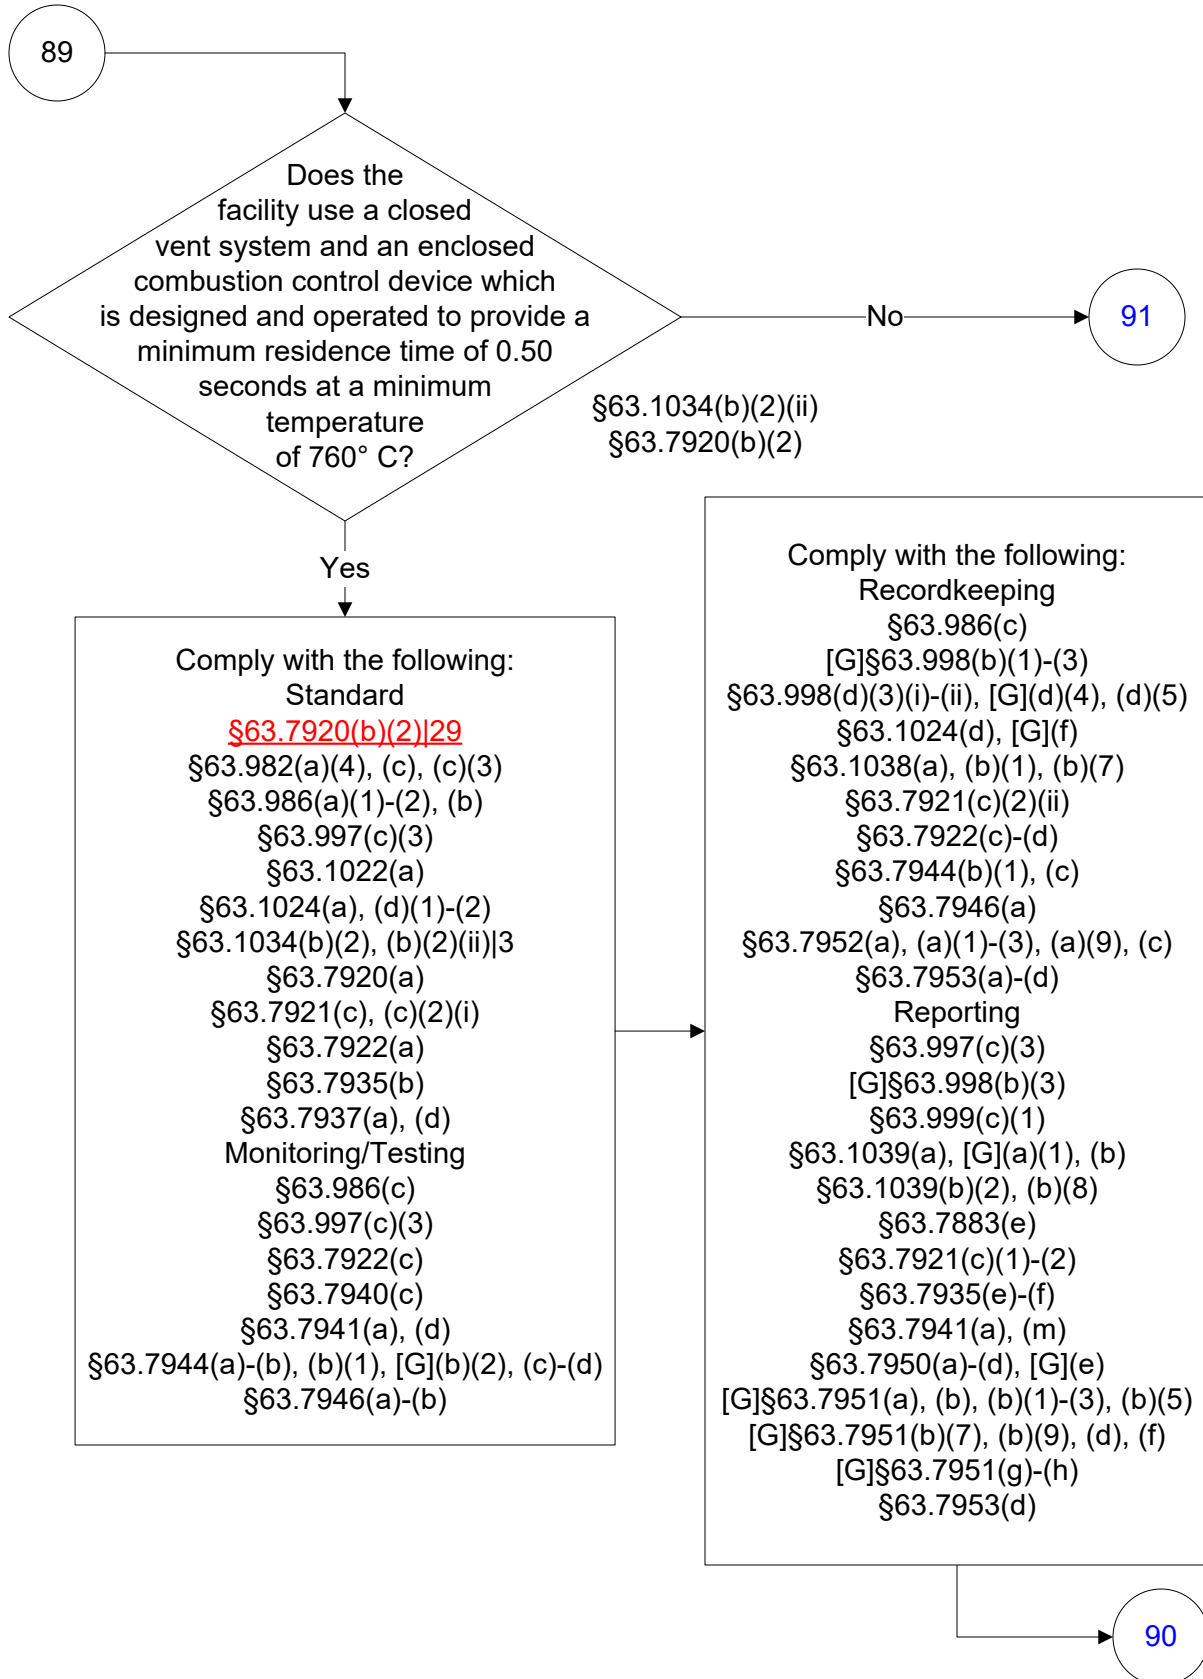 89
Does the
facility use a closed
vent system and an enclosed
combustion control device which
is designed and operated to provide a
minimum residence time of 0.50
seconds at a minimum
temperature
of 760° C?
No
91
§63.1034(b)(2)(ii)
§63.7920(b)(2)
Yes
Comply with the following:
Standard
§63.7920(b)(2)|29
§63.982(a)(4), (c), (c)(3)
§63.986(a)(1)-(2), (b)
§63.997(c)(3)
§63.1022(a)
§63.1024(a), (d)(1)-(2)
§63.1034(b)(2), (b)(2)(ii)|3
§63.7920(a)
§63.7921(c), (c)(2)(i)
§63.7922(a)
§63.7935(b)
§63.7937(a), (d)
Monitoring/Testing
§63.986(c)
§63.997(c)(3)
§63.7922(c)
§63.7940(c)
§63.7941(a), (d)
§63.7944(a)-(b), (b)(1), [G](b)(2), (c)-(d)
§63.7946(a)-(b)
Comply with the following:
Recordkeeping
§63.986(c)
[G]§63.998(b)(1)-(3)
§63.998(d)(3)(i)-(ii), [G](d)(4), (d)(5)
§63.1024(d), [G](f)
§63.1038(a), (b)(1), (b)(7)
§63.7921(c)(2)(ii)
§63.7922(c)-(d)
§63.7944(b)(1), (c)
§63.7946(a)
§63.7952(a), (a)(1)-(3), (a)(9), (c)
§63.7953(a)-(d)
Reporting
§63.997(c)(3)
[G]§63.998(b)(3)
§63.999(c)(1)
§63.1039(a), [G](a)(1), (b)
§63.1039(b)(2), (b)(8)
§63.7883(e)
§63.7921(c)(1)-(2)
§63.7935(e)-(f)
§63.7941(a), (m)
§63.7950(a)-(d), [G](e)
[G]§63.7951(a), (b), (b)(1)-(3), (b)(5)
[G]§63.7951(b)(7), (b)(9), (d), (f)
[G]§63.7951(g)-(h)
§63.7953(d)
90